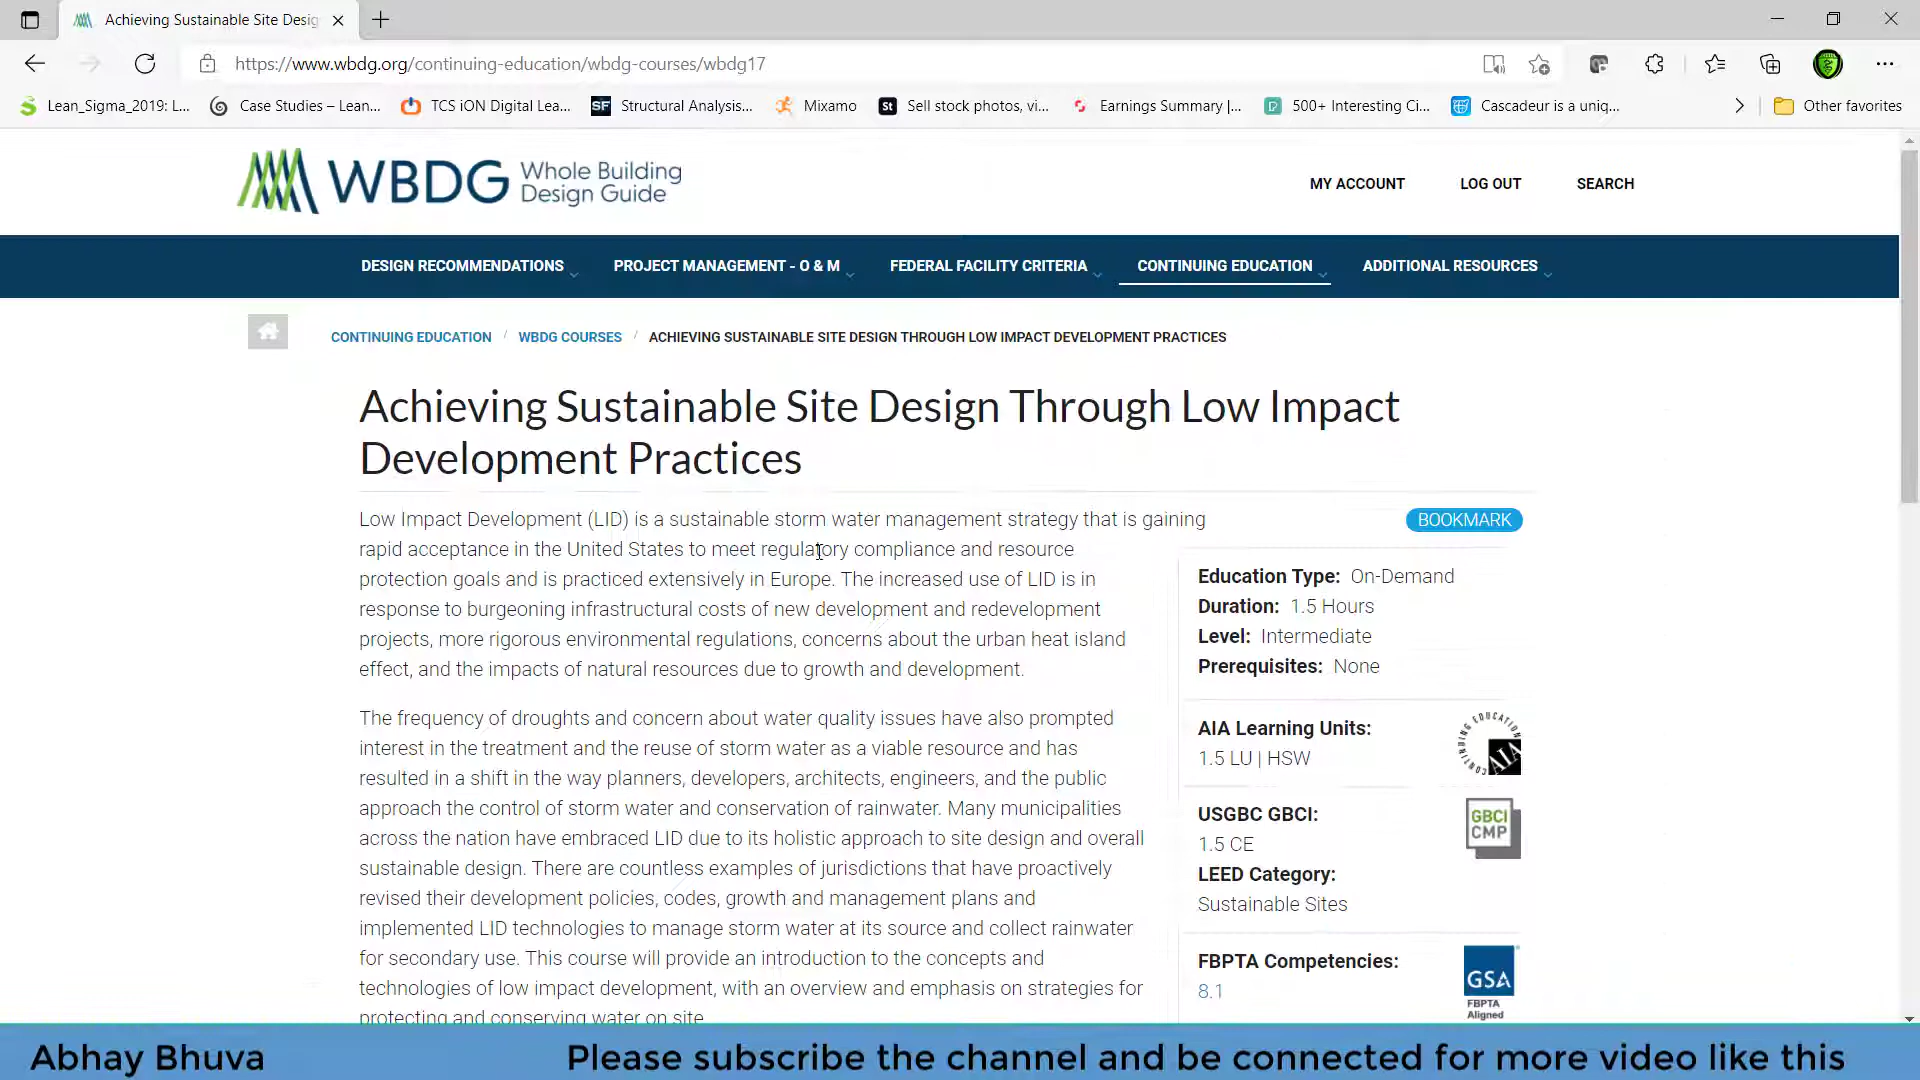 Achieving Sustainable Site Desig
https://www.wbdg.org/continuing-education/wbdg-courses/wbdg17
Lean_Sigma_2019: L...
Case Studies – Lean...
TCS iON Digital Lea...
SF Structural Analysis...
Mixamo
St Sell stock photos, vi...
Earnings Summary |...
500+ Interesting Ci...
Cascadeur is a uniq...
Other favorites
WBDG Whole Building
Design Guide
MY ACCOUNT
LOG OUT
SEARCH
DESIGN RECOMMENDATIONS
PROJECT MANAGEMENT - O & M
FEDERAL FACILITY CRITERIA
CONTINUING EDUCATION
ADDITIONAL RESOURCES
CONTINUING EDUCATION / WBDG COURSES / ACHIEVING SUSTAINABLE SITE DESIGN THROUGH LOW IMPACT DEVELOPMENT PRACTICES
Achieving Sustainable Site Design Through Low Impact
Development Practices
Low Impact Development (LID) is a sustainable storm water management strategy that is gaining
rapid acceptance in the United States to meet regulatory compliance and resource
protection goals and is practiced extensively in Europe. The increased use of LID is in
response to burgeoning infrastructural costs of new development and redevelopment
projects, more rigorous environmental regulations, concerns about the urban heat island
effect, and the impacts of natural resources due to growth and development.
The frequency of droughts and concern about water quality issues have also prompted
interest in the treatment and the reuse of storm water as a viable resource and has
resulted in a shift in the way planners, developers, architects, engineers, and the public
approach the control of storm water and conservation of rainwater. Many municipalities
across the nation have embraced LID due to its holistic approach to site design and overall
sustainable design. There are countless examples of jurisdictions that have proactively
revised their development policies, codes, growth and management plans and
implemented LID technologies to manage storm water at its source and collect rainwater
for secondary use. This course will provide an introduction to the concepts and
technologies of low impact development, with an overview and emphasis on strategies for
protecting and conserving water on site
BOOKMARK
Education Type: On-Demand
Duration: 1.5 Hours
Level: Intermediate
Prerequisites: None
AIA Learning Units:
1.5 LU | HSW
CONTINUING EDUCATION
AIA
USGBC GBCI:
1.5 CE
GBCI
CMP
LEED Category:
Sustainable Sites
FBPTA Competencies:
8.1
GSA
FBPTA
Aligned
Abhay Bhuva
Please subscribe the channel and be connected for more video like this